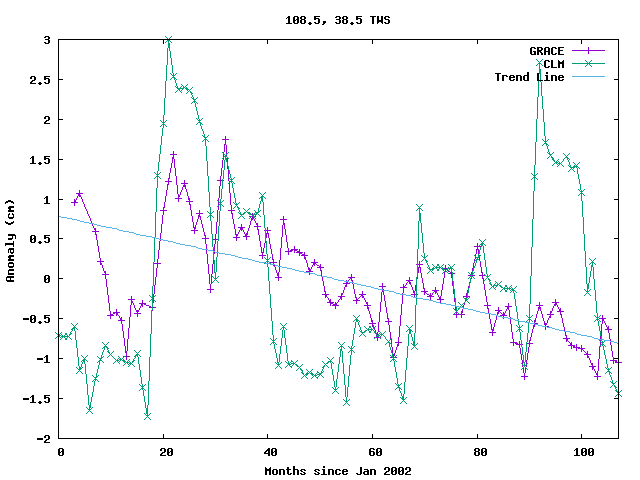 108.5, 38.5 TWS
GRACE
CLM
Trend Line
3
2.5
2
1.5
1
0.5
0
-0.5
-1
-1.5
-2
Anomaly (cm)
0 20 40 60 80 100
Months since Jan 2002